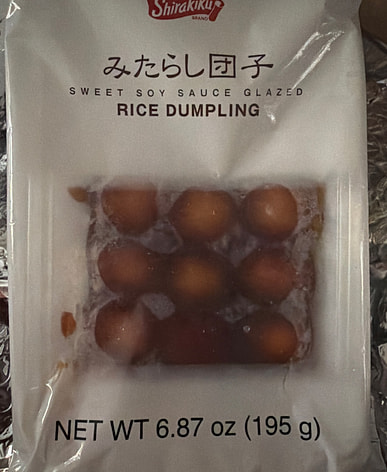 Shirakiku
BRAND
みたらし団子
SWEET SOY SAUCE GLAZED
RICE DUMPLING
NET WT 6.87 oz (195 g)